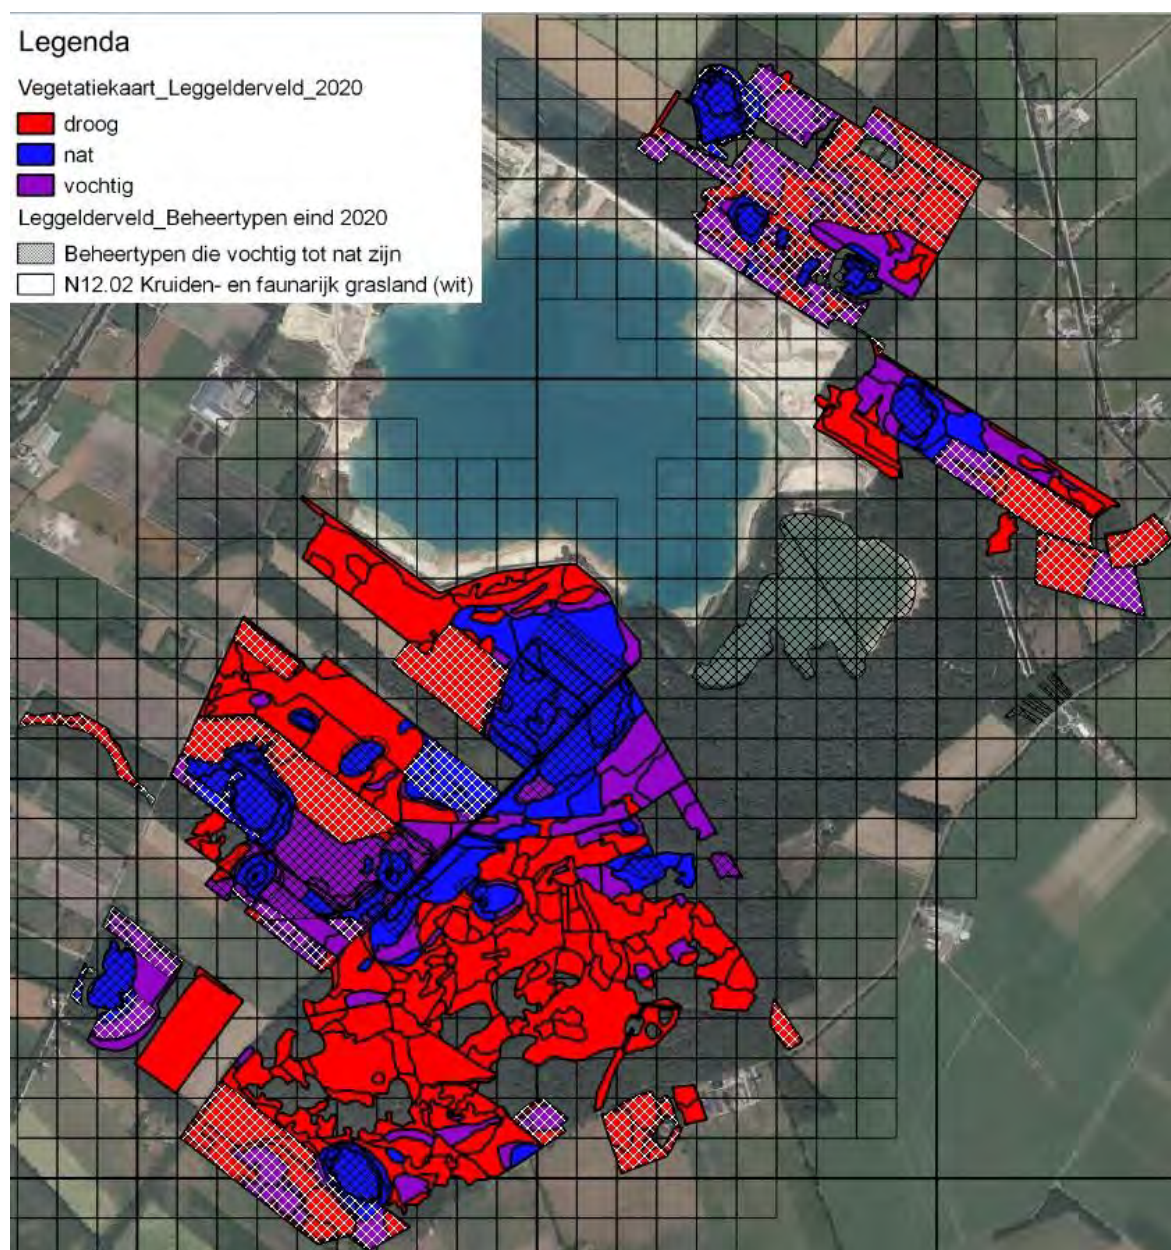 Legenda
Vegetatiekaart_Leggelderveld_2020
droog
nat
vochtig
Leggelderveld_Beheertypen eind 2020
Beheertypen die vochtig tot nat zijn
N12.02 Kruiden- en faunarijk grasland (wit)